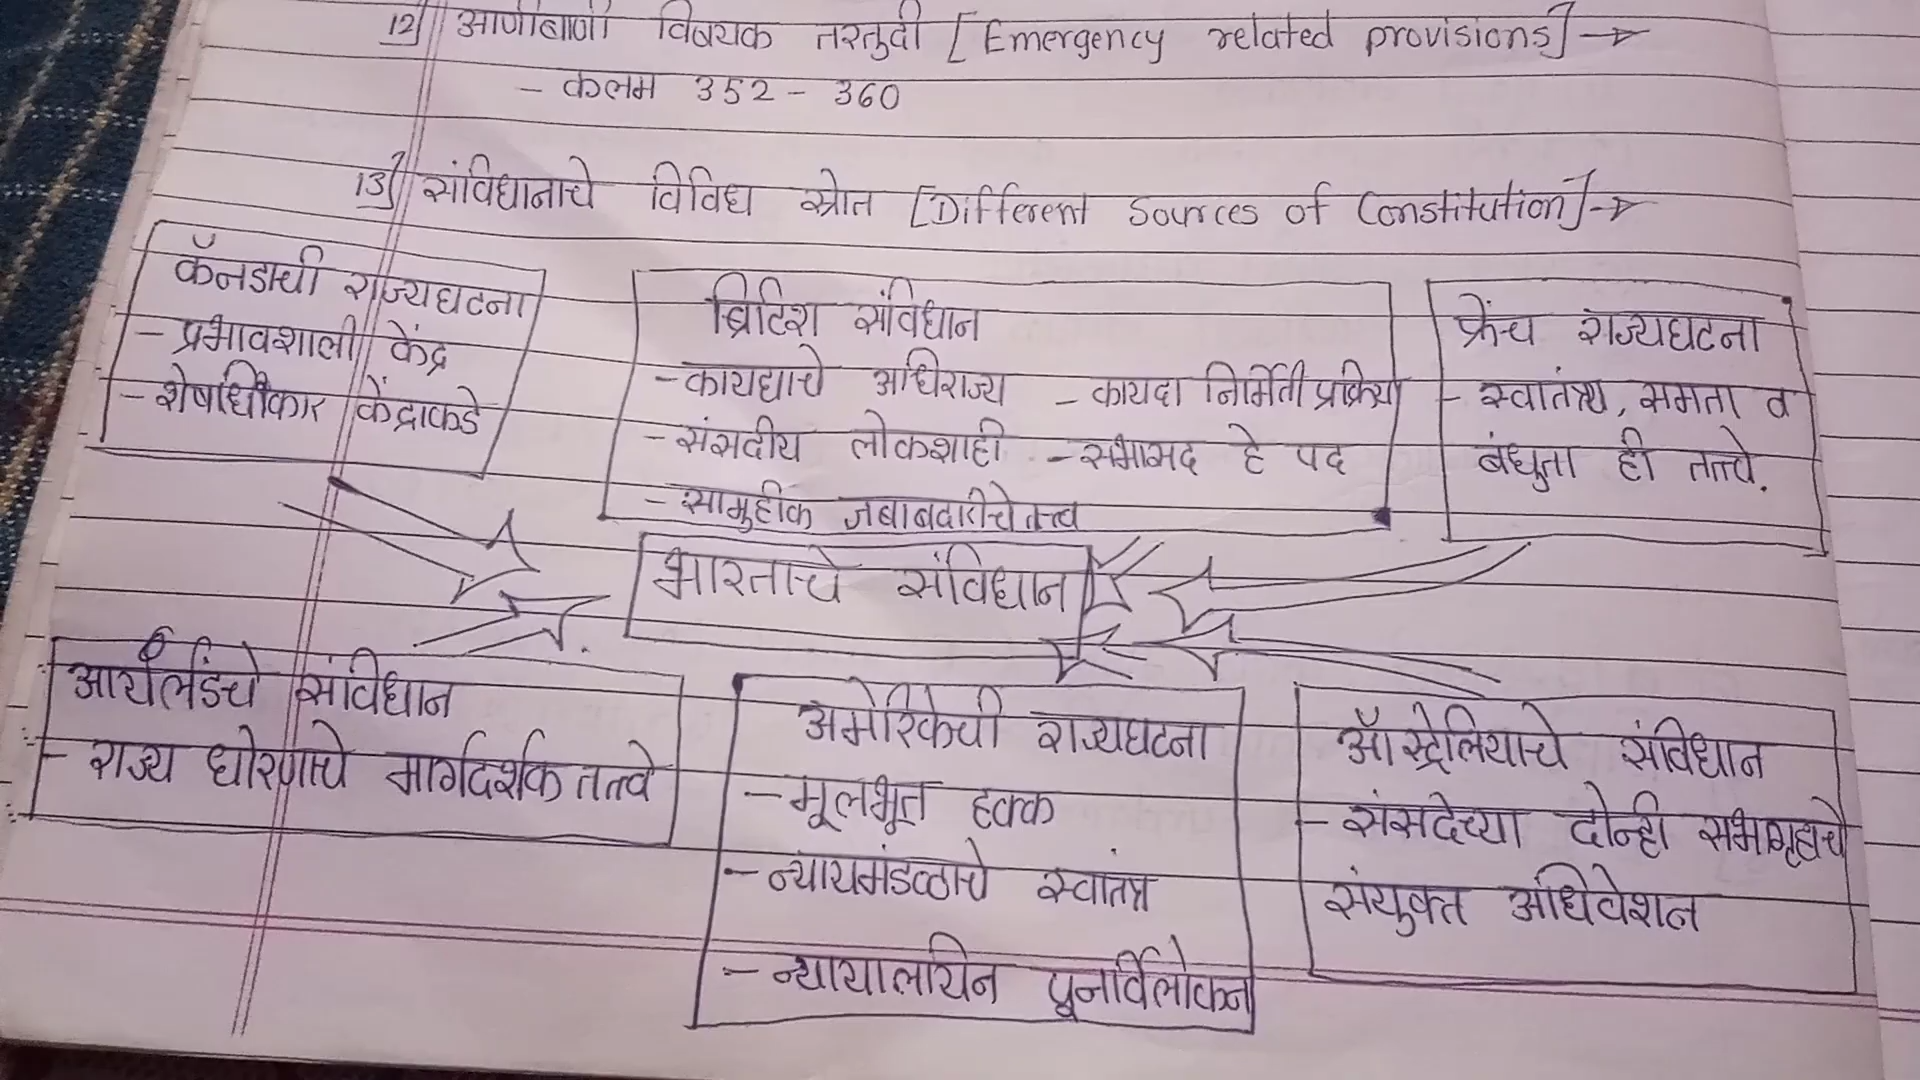 12] आणीबाणी विषयक तरतुदी [Emergency related provisions] →
- कलम 352 - 360
13] संविधानाचे विविध स्रोत [Different Sources of Constitution] →
कॅनडाची राज्यघटना
- प्रभावशाली केंद्र
- शेषाधिकार केंद्राकडे
ब्रिटिश संविधान
- कायद्याचे अधिराज्य - कायदा निर्मिती प्रक्रिया
- संसदीय लोकशाही - सभासद हे पद
- सामुहीक जबाबदारीचे तत्त्व
फ्रेंच राज्यघटना
- स्वातंत्र्य, समता व
बंधुता ही तत्त्वे.
भारताचे संविधान
आयर्लंडचे संविधान
- राज्य धोरणाचे मार्गदर्शक तत्त्वे
अमेरिकेची राज्यघटना
- मूलभूत हक्क
- न्यायमंडळाचे स्वातंत्र
- न्यायालयिन पूनर्विलोकन
ऑस्ट्रेलियाचे संविधान
- संसदेच्या दोन्ही सभागृहाचे
संयुक्त अधिवेशन